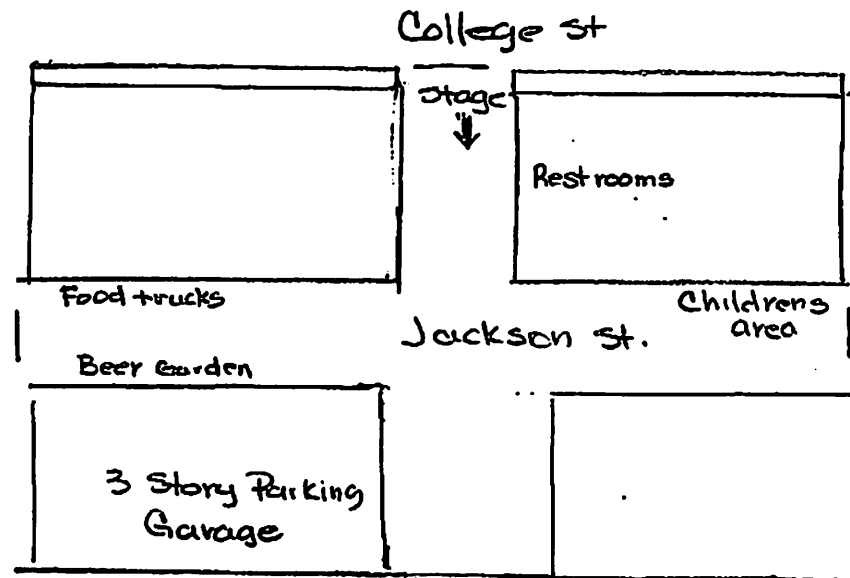 College st
Stage
Restrooms
Food trucks
Childrens
area
Jackson st.
Beer Garden
3 Story Parking
Garage